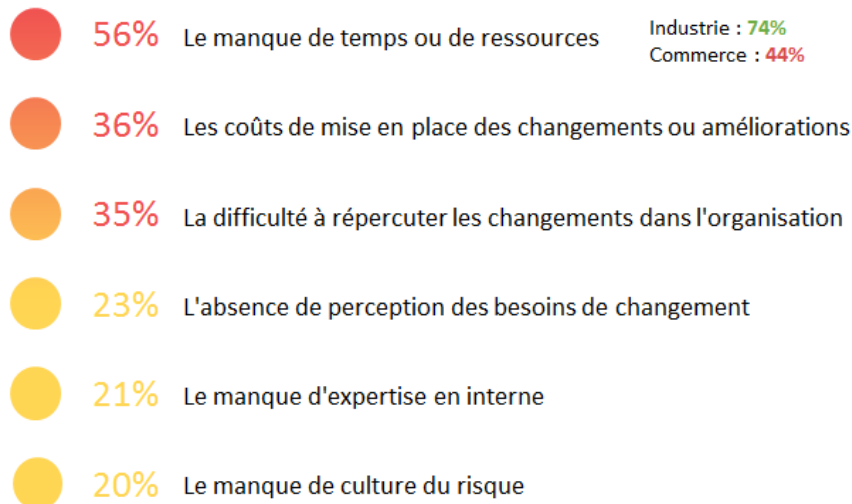 56% Le manque de temps ou de ressources
Industrie : 74%
Commerce : 44%
36% Les coûts de mise en place des changements ou améliorations
35% La difficulté à répercuter les changements dans l'organisation
23% L'absence de perception des besoins de changement
21% Le manque d'expertise en interne
20% Le manque de culture du risque